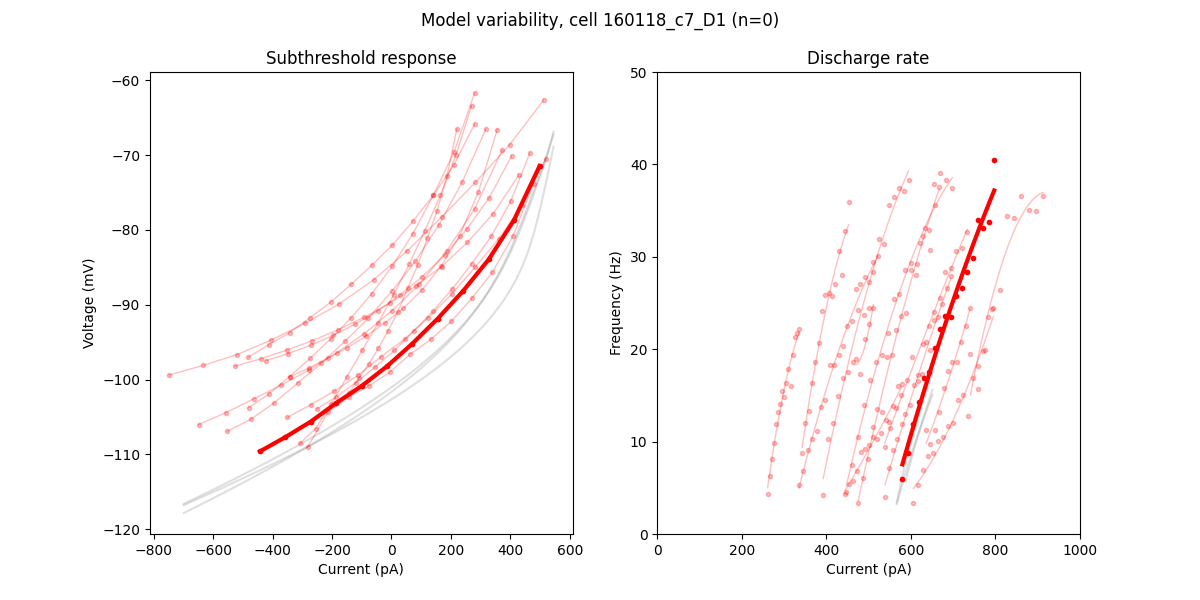 Model variability, cell 160118_c7_D1 (n=0)
Subthreshold response
Voltage (mV)
−60
−70
−80
−90
−100
−110
−120
−800 −600 −400 −200 0 200 400 600
Current (pA)
Discharge rate
Frequency (Hz)
50
40
30
20
10
0
0 200 400 600 800 1000
Current (pA)